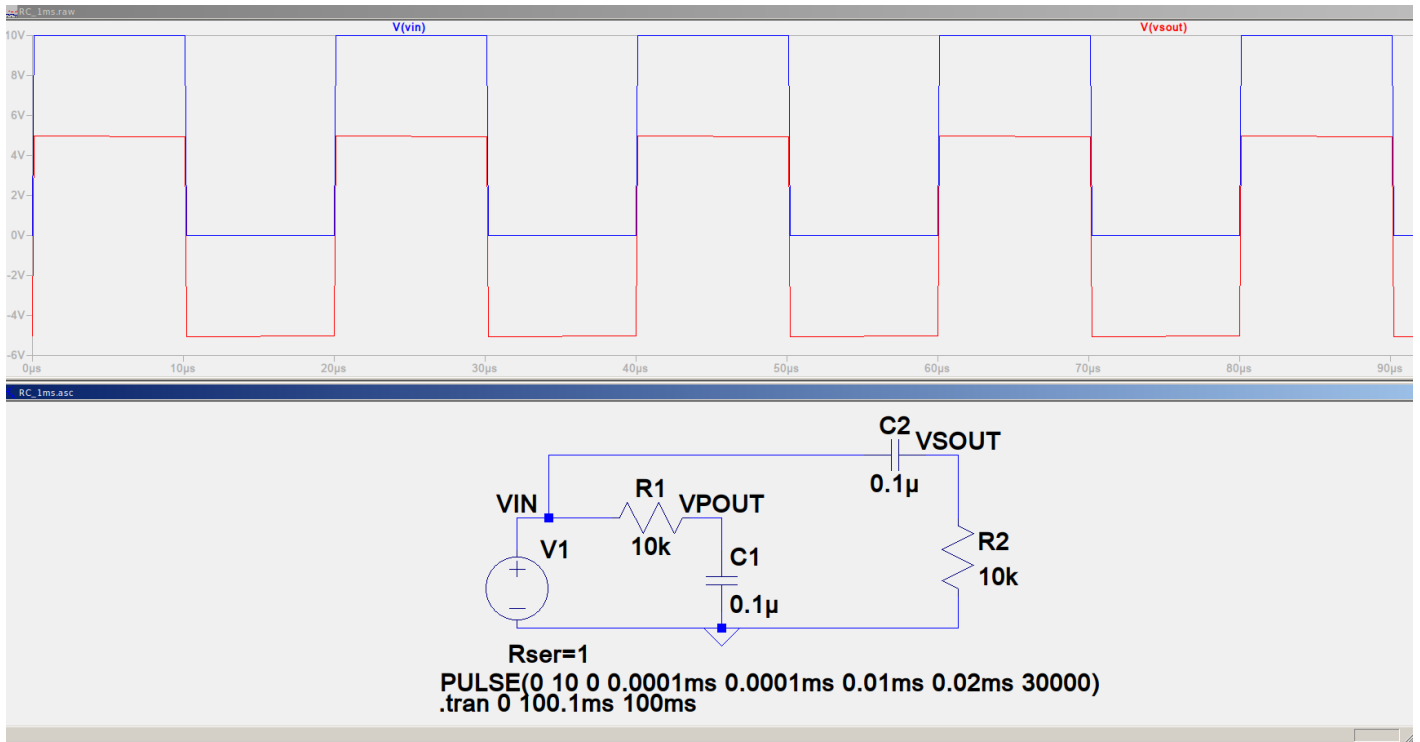 RC_1ms.raw
V(vin) V(vsout)
10V
8V
6V
4V
2V
0V
-2V
-4V
-6V
0µs 10µs 20µs 30µs 40µs 50µs 60µs 70µs 80µs 90µs
RC_1ms.asc
C2 VSOUT
0.1µ
VIN R1 VPOUT
V1 10k C1 R2
10k
0.1µ
Rser=1
PULSE(0 10 0 0.0001ms 0.0001ms 0.01ms 0.02ms 30000)
.tran 0 100.1ms 100ms